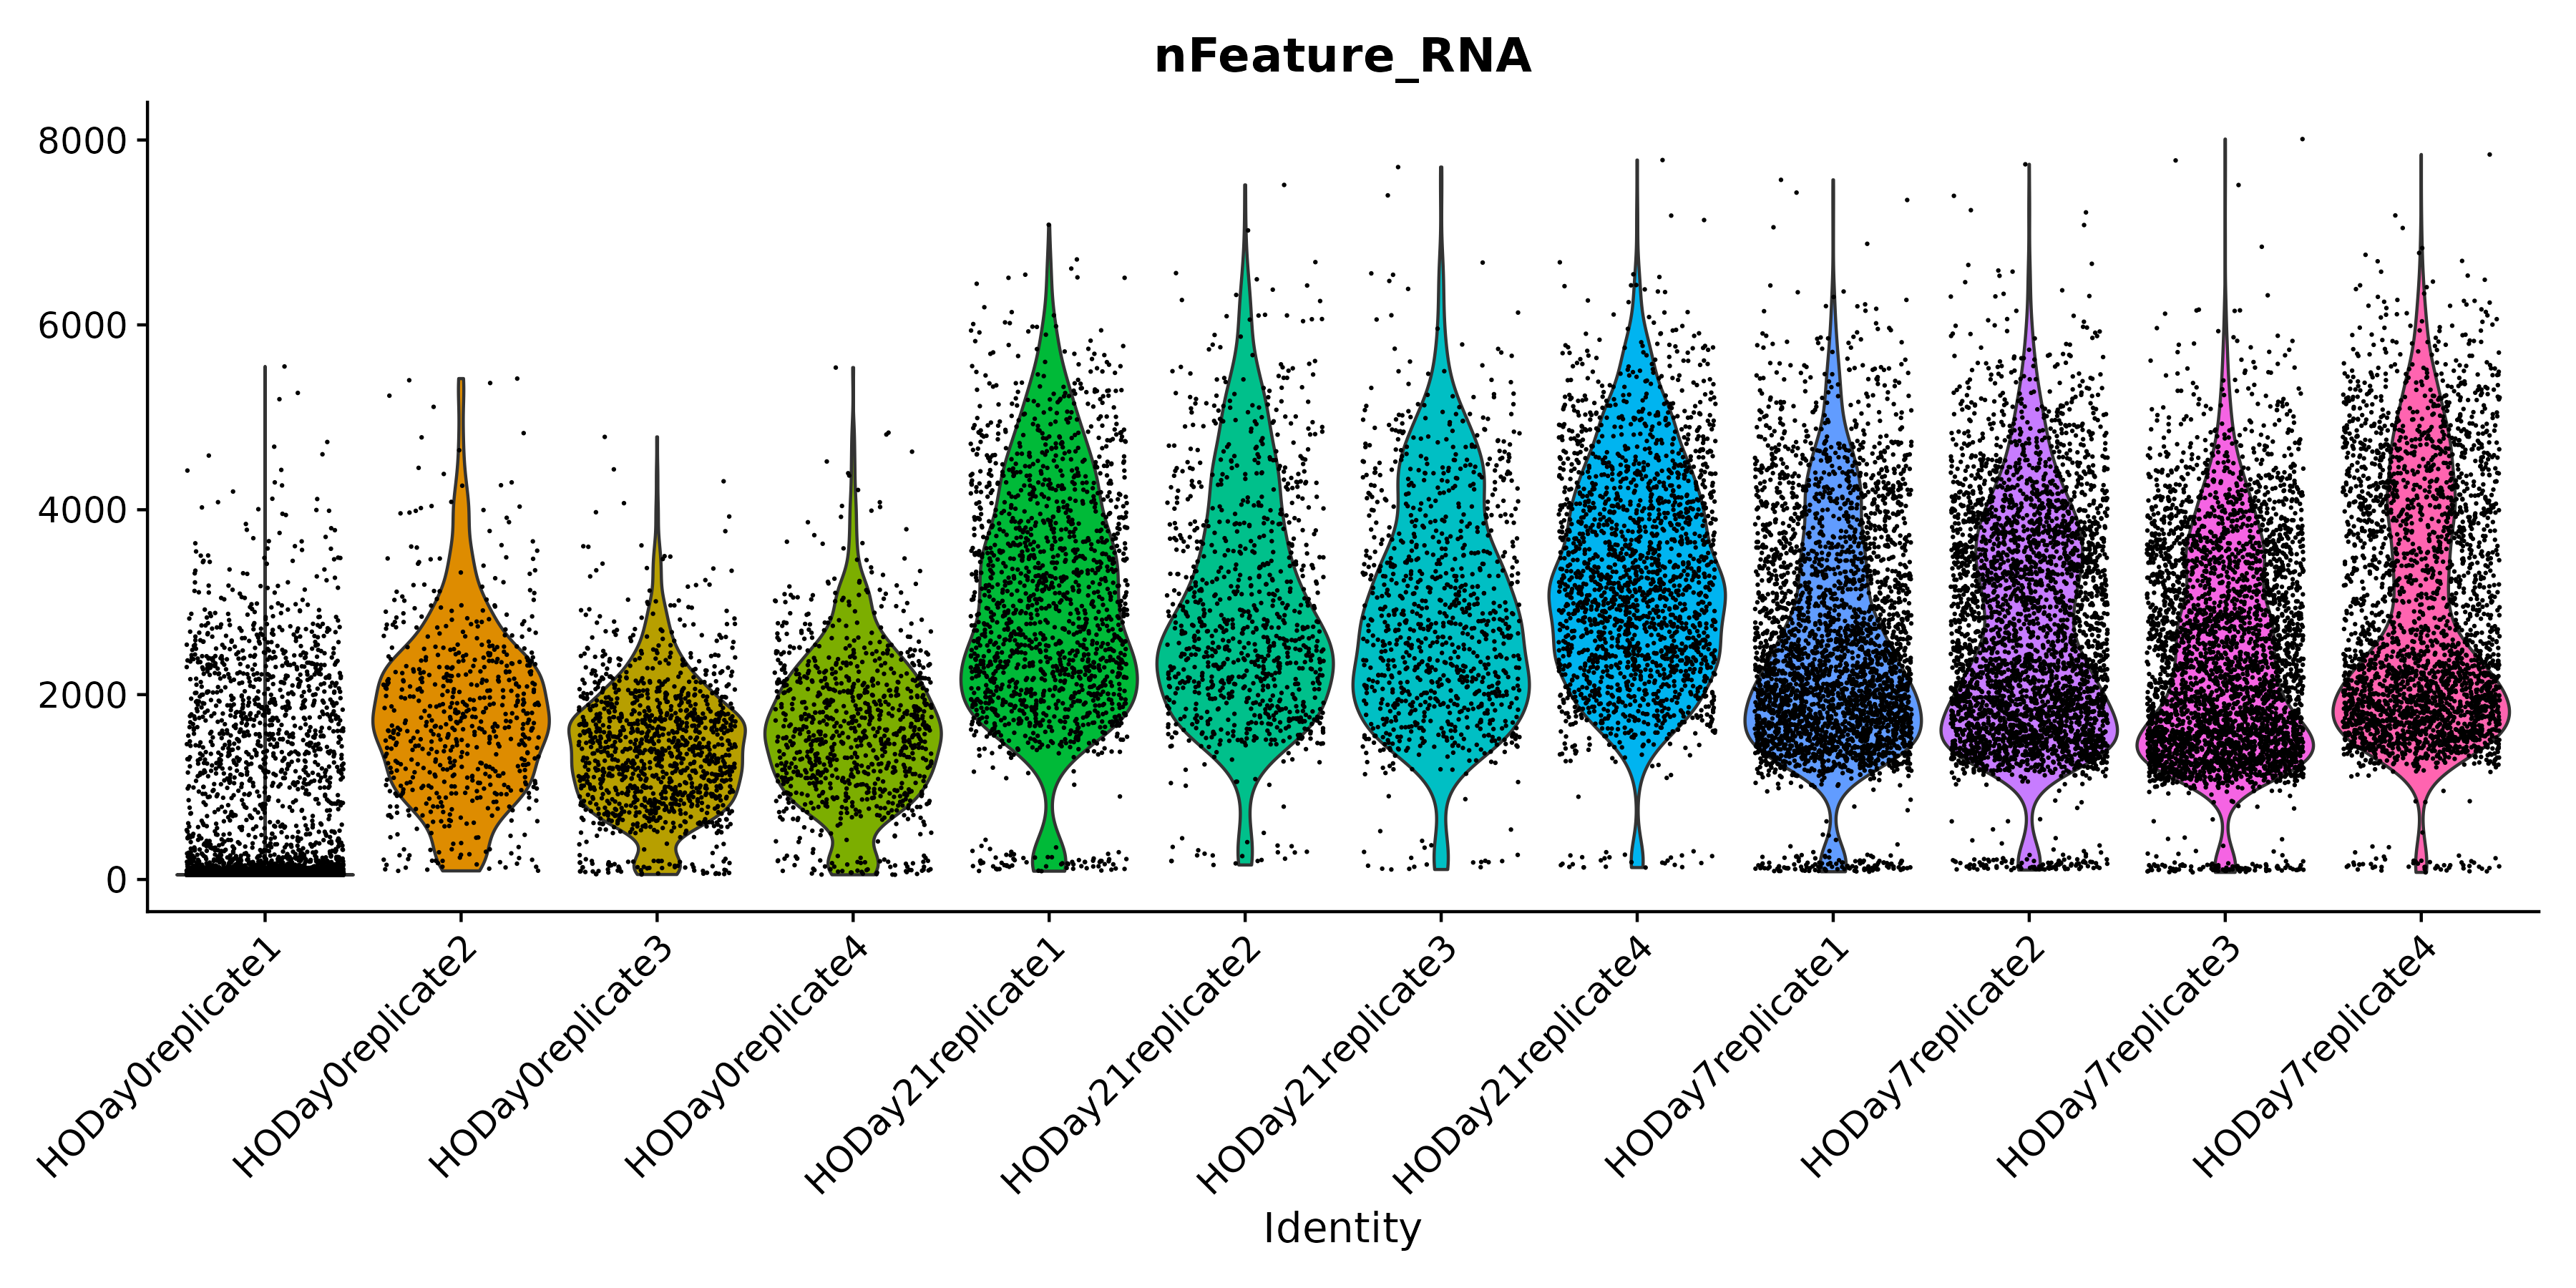 nFeature_RNA
8000
6000
4000
2000
0
HODay0replicate1
HODay0replicate2
HODay0replicate3
HODay0replicate4
HODay21replicate1
HODay21replicate2
HODay21replicate3
HODay21replicate4
HODay7replicate1
HODay7replicate2
HODay7replicate3
HODay7replicate4
Identity